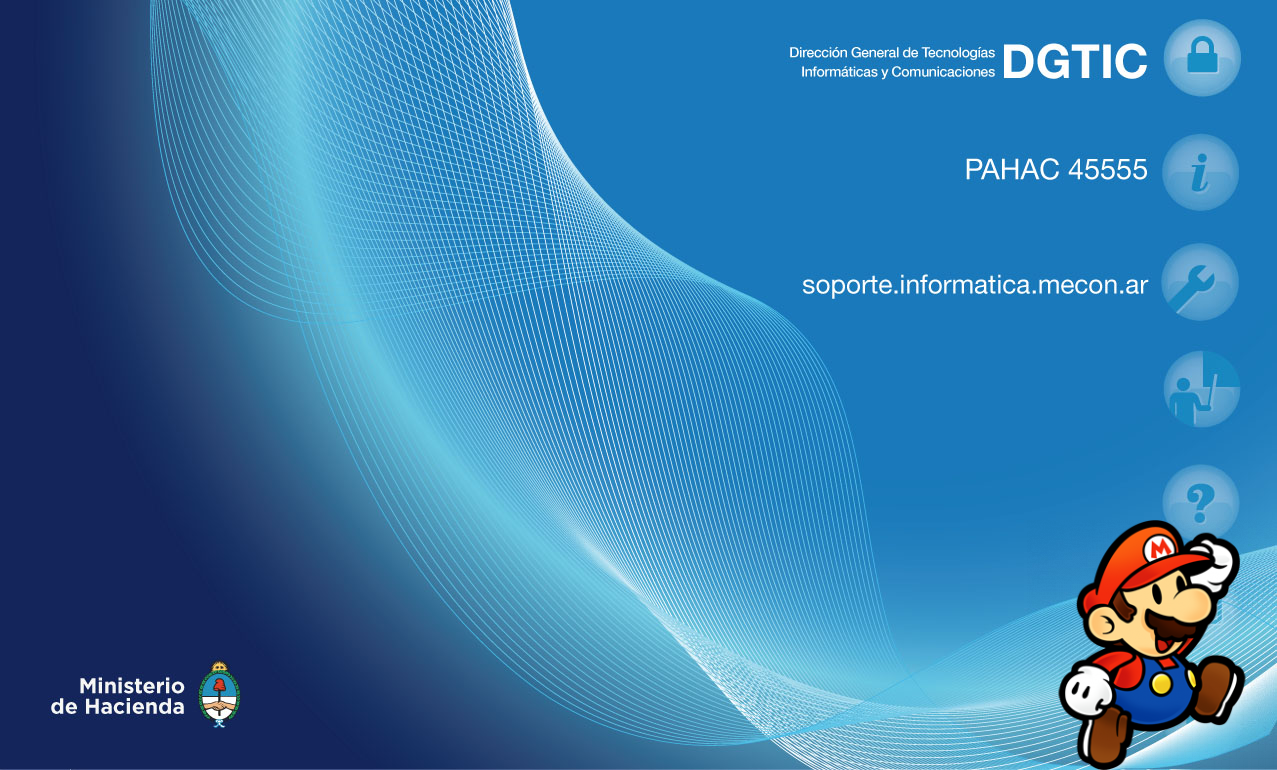 Dirección General de Tecnologías
Informáticas y Comunicaciones
DGTIC
PAHAC 45555
i
soporte.informatica.mecon.ar
?
M
Ministerio
de Hacienda